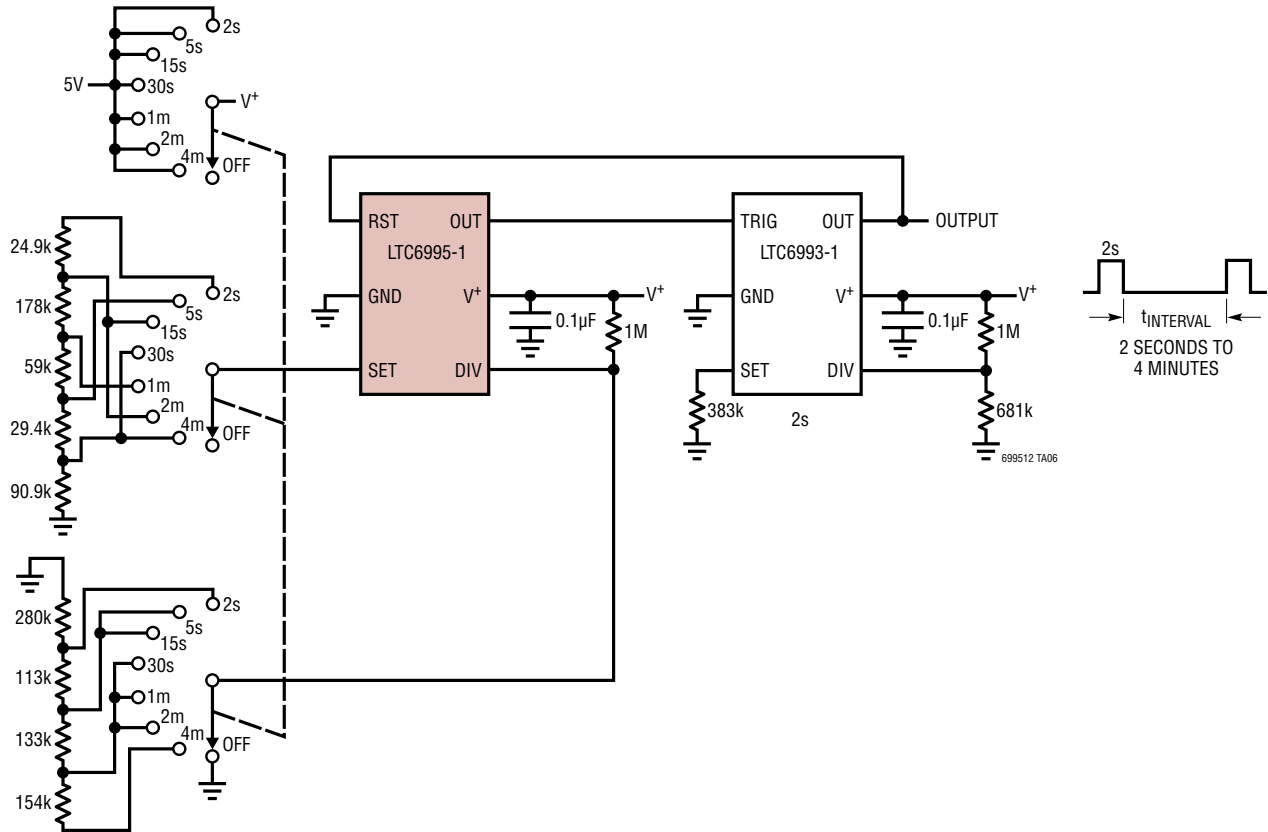 2s
5s
15s
5V
30s
V+
1m
2m
4m
OFF
RST
OUT
LTC6995-1
GND
V+
V+
0.1µF
1M
SET
DIV
TRIG
OUT
OUTPUT
LTC6993-1
GND
V+
V+
0.1µF
1M
SET
DIV
383k
2s
681k
699512 TA06
2s
tINTERVAL
2 SECONDS TO
4 MINUTES
24.9k
178k
59k
29.4k
90.9k
2s
5s
15s
30s
1m
2m
4m
OFF
280k
113k
133k
154k
2s
5s
15s
30s
1m
2m
4m
OFF